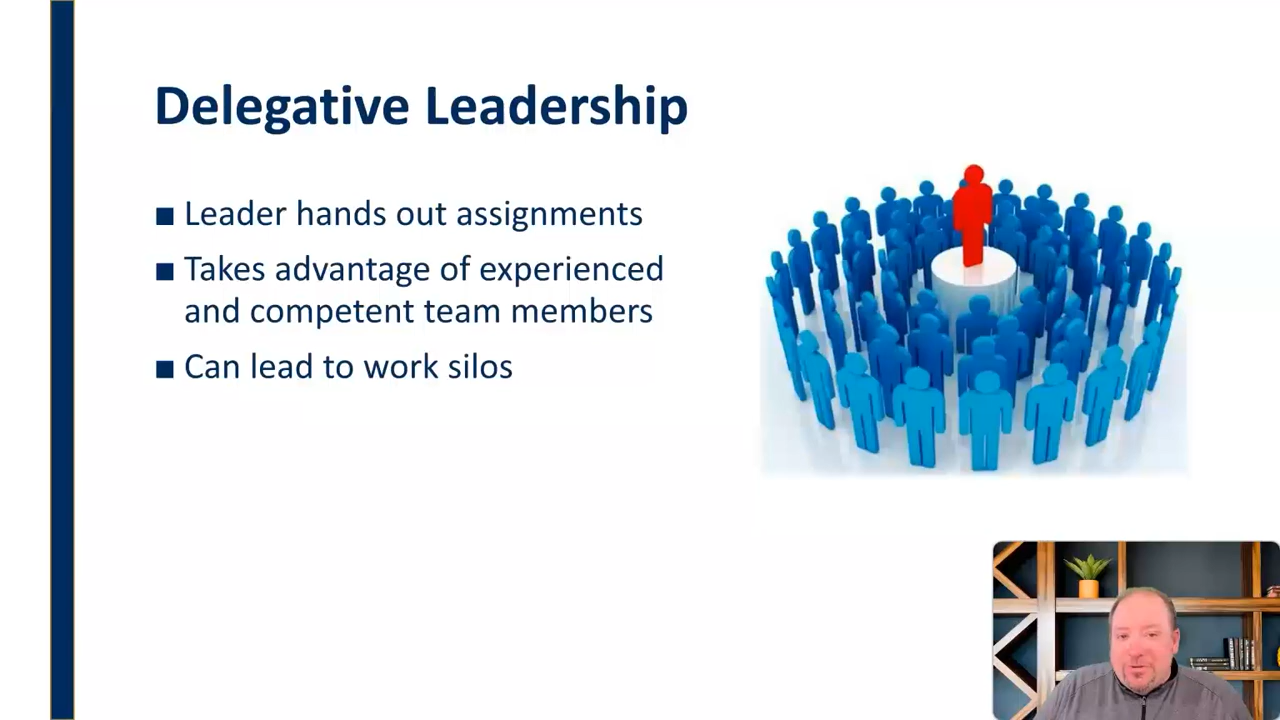 Delegative Leadership
■ Leader hands out assignments
■ Takes advantage of experienced
and competent team members
■ Can lead to work silos